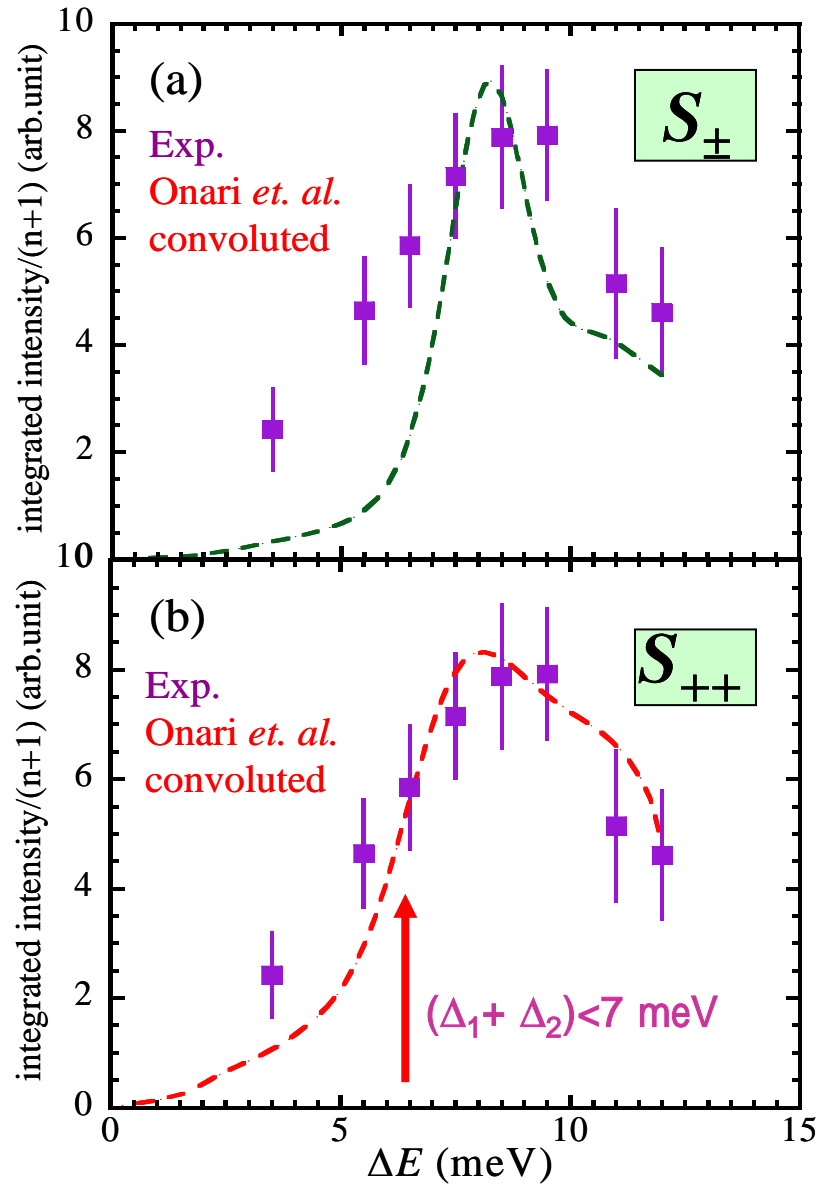 10
(a)
S±
8
Exp.
Onari et. al.
convoluted
6
4
2
integrated intensity/(n+1) (arb.unit)
10
(b)
S++
8
Exp.
Onari et. al.
convoluted
6
4
(Δ1+ Δ2)<7 meV
2
0
integrated intensity/(n+1) (arb.unit)
0 5 10 15
ΔE (meV)